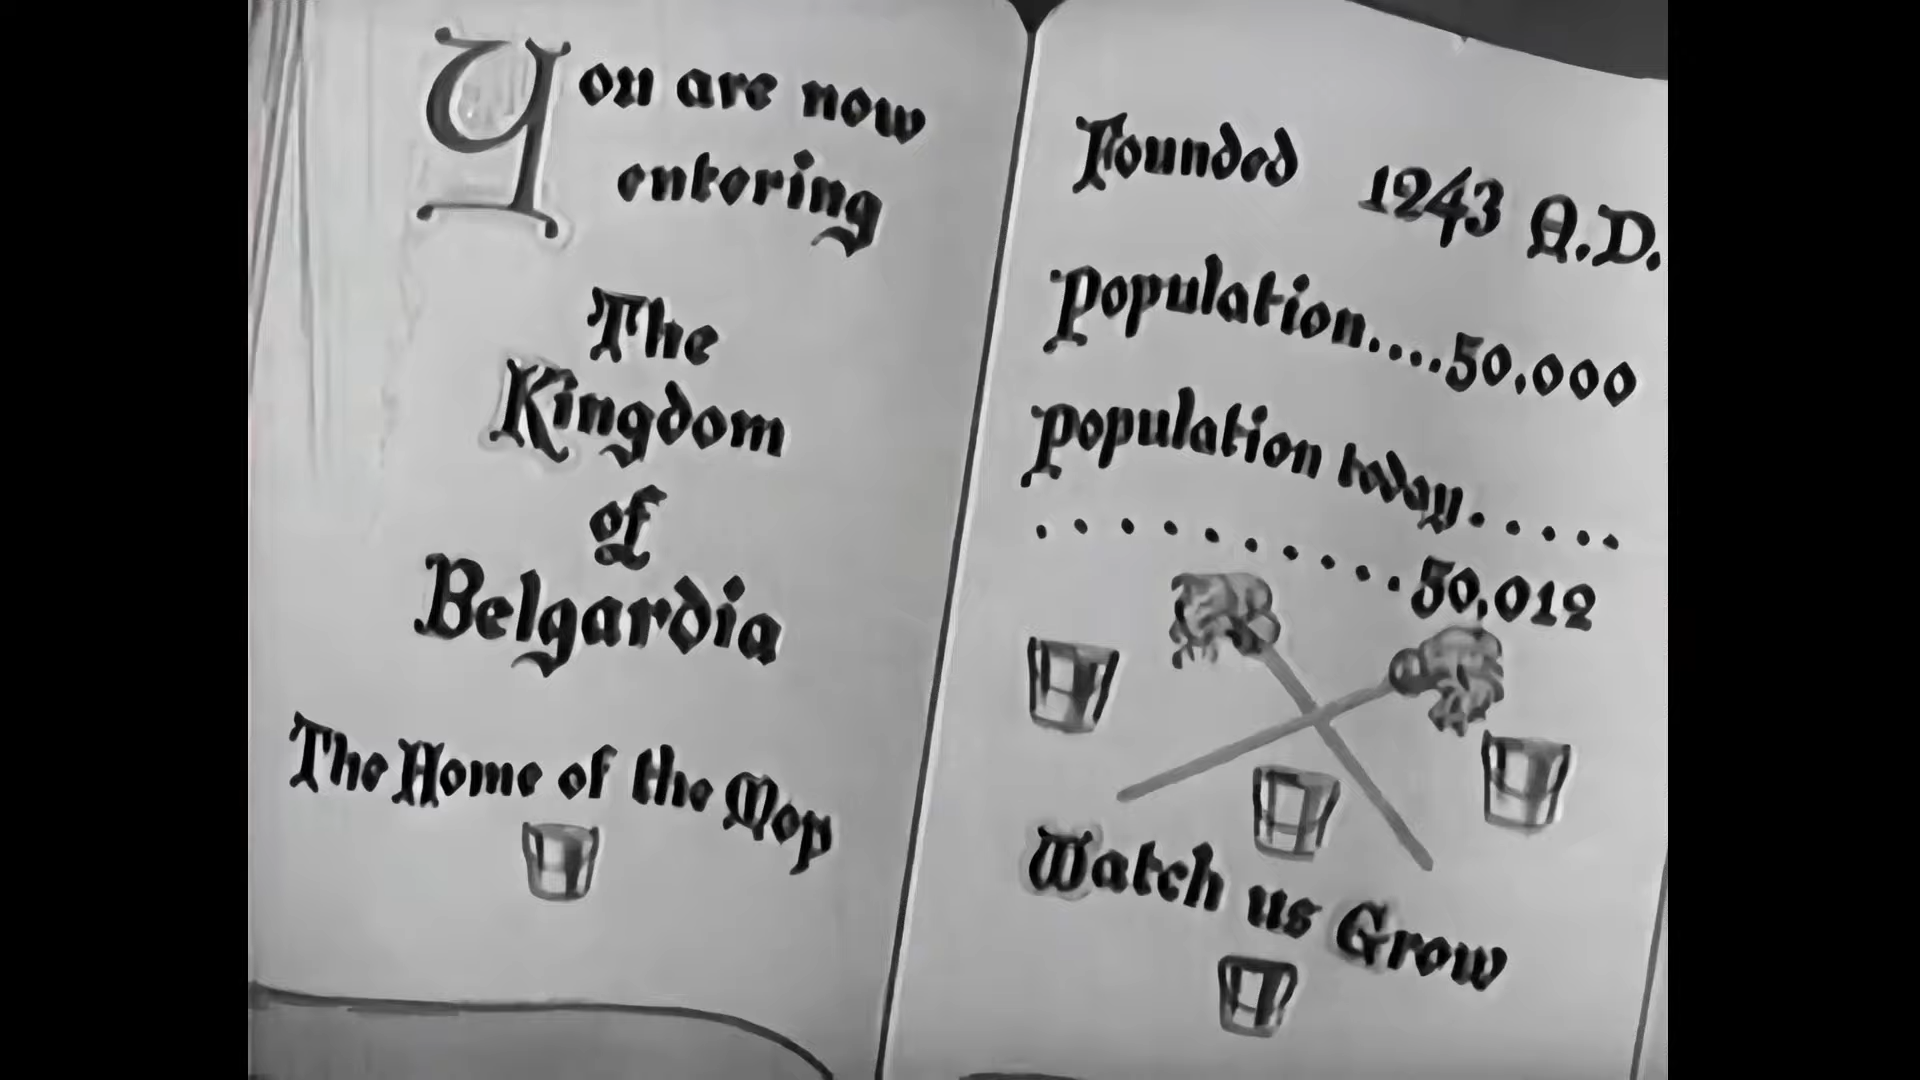 You are now
entering
The
Kingdom
of
Belgardia
The Home of the Mop
Founded 1243 A.D.
Population....50,000
Population today.....
..........50,012
Watch us Grow